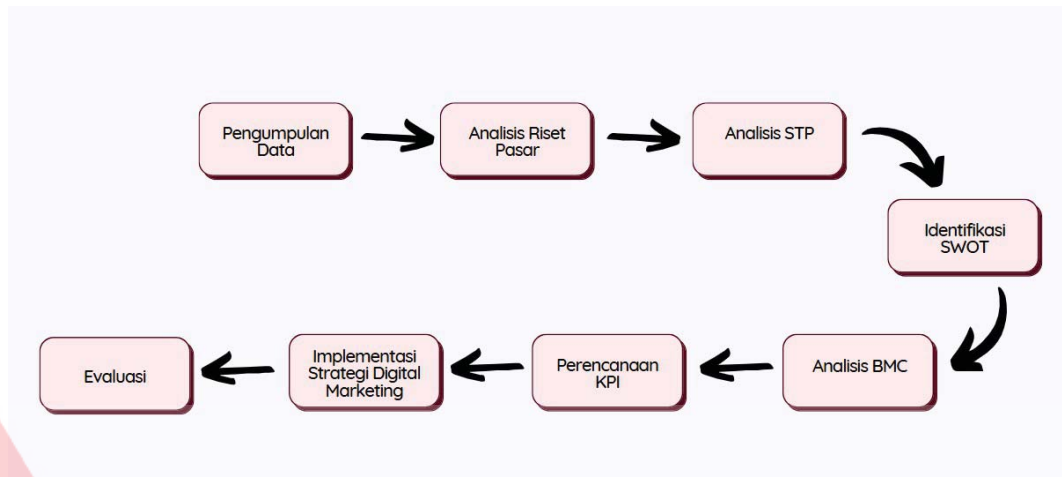 Pengumpulan
Data
Analisis Riset
Pasar
Analisis STP
Identifikasi
SWOT
Analisis BMC
Perencanaan
KPI
Implementasi
Strategi Digital
Marketing
Evaluasi